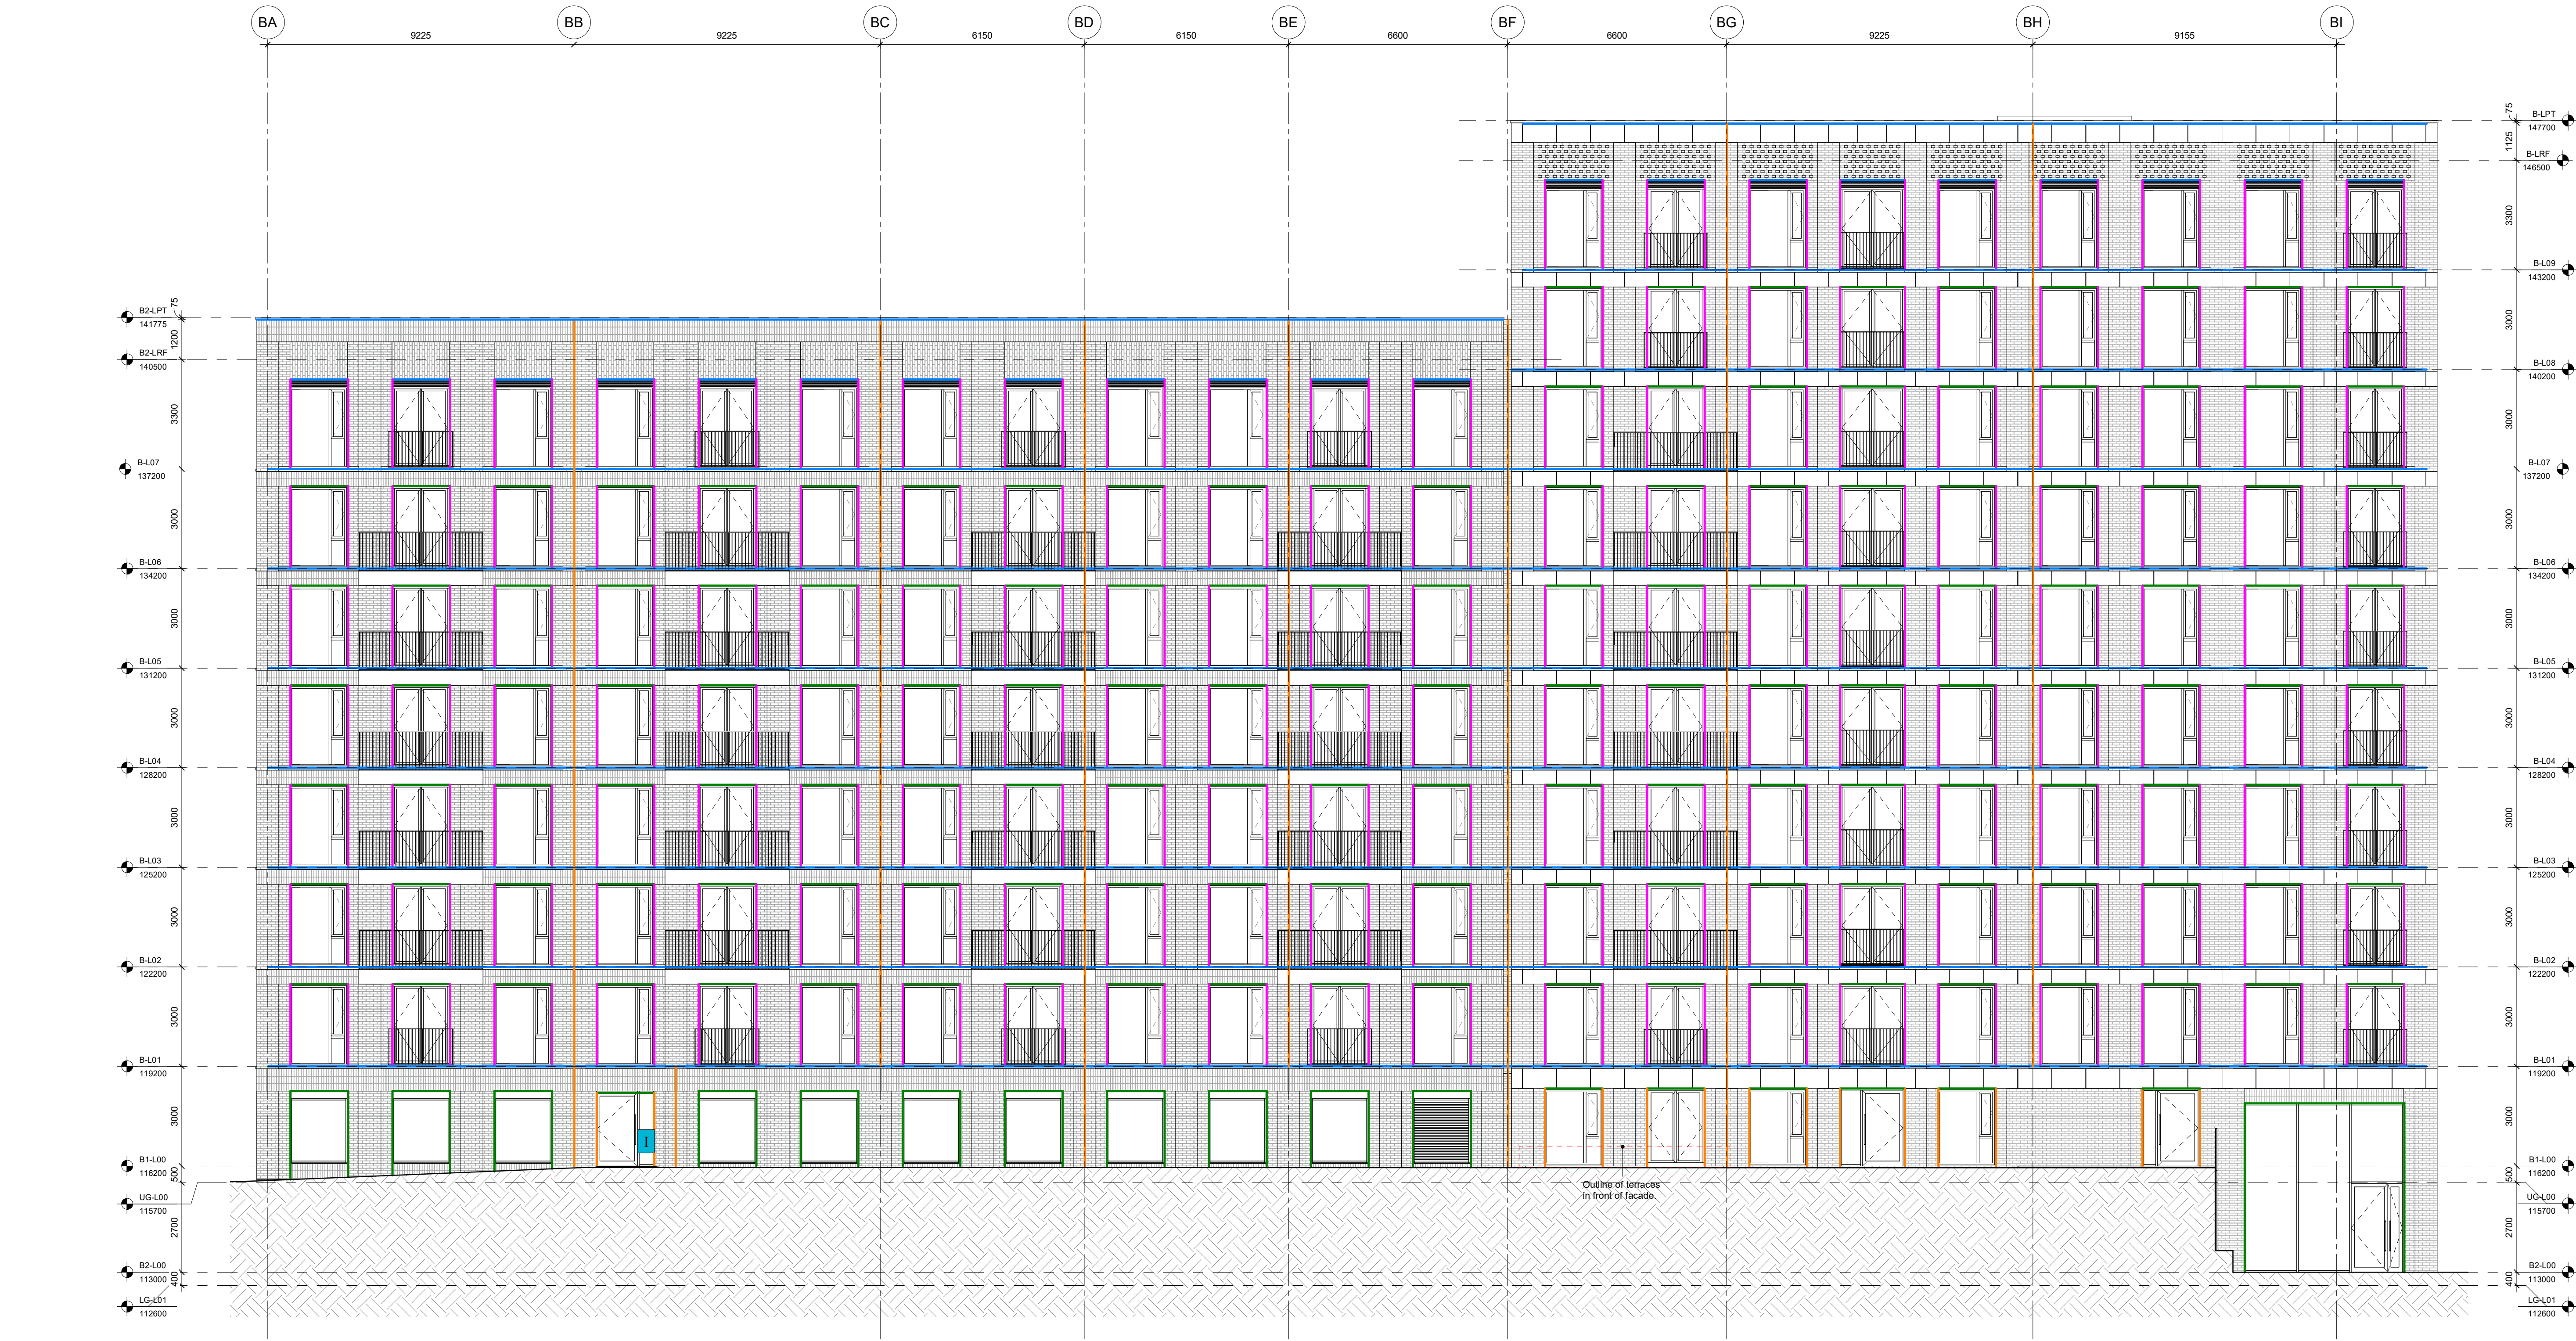 BA
BB
BC
BD
BE
BF
BG
BH
BI
9225
9225
6150
6150
6600
6600
9225
9155
B2-LPT
141775
75
1200
B2-LRF
140500
3300
B-L07
137200
3000
B-L06
134200
3000
B-L05
131200
3000
B-L04
128200
3000
B-L03
125200
3000
B-L02
122200
3000
B-L01
119200
3000
B1-L00
116200
500
UG-L00
115700
2700
B2-L00
113000
400
LG-L01
112600
I
Outline of terraces
in front of facade.
75
B-LPT
147700
1125
B-LRF
146500
3300
B-L09
143200
3000
B-L08
140200
3000
B-L07
137200
3000
B-L06
134200
3000
B-L05
131200
3000
B-L04
128200
3000
B-L03
125200
3000
B-L02
122200
3000
B-L01
119200
3000
B1-L00
116200
500
UG-L00
115700
2700
B2-L00
113000
400
LG-L01
112600